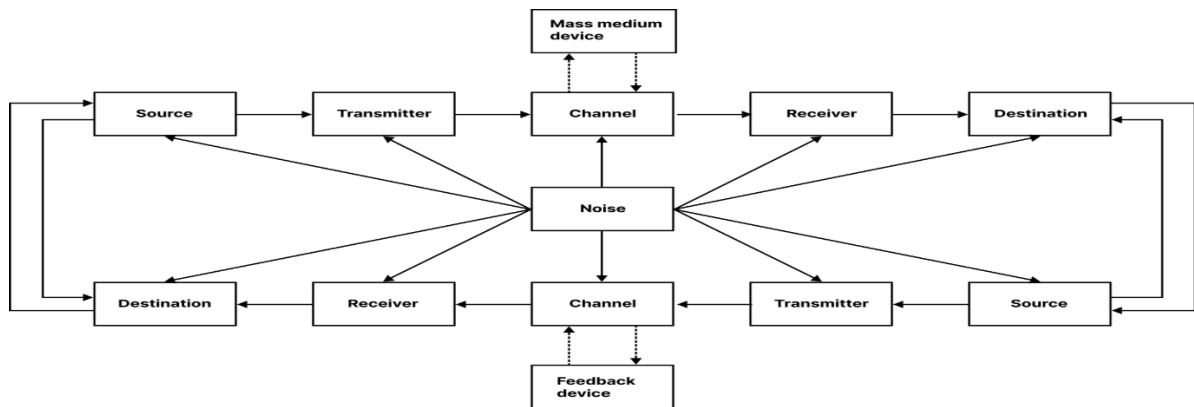 Mass medium
device
Source
Transmitter
Channel
Receiver
Destination
Noise
Destination
Receiver
Channel
Transmitter
Source
Feedback
device